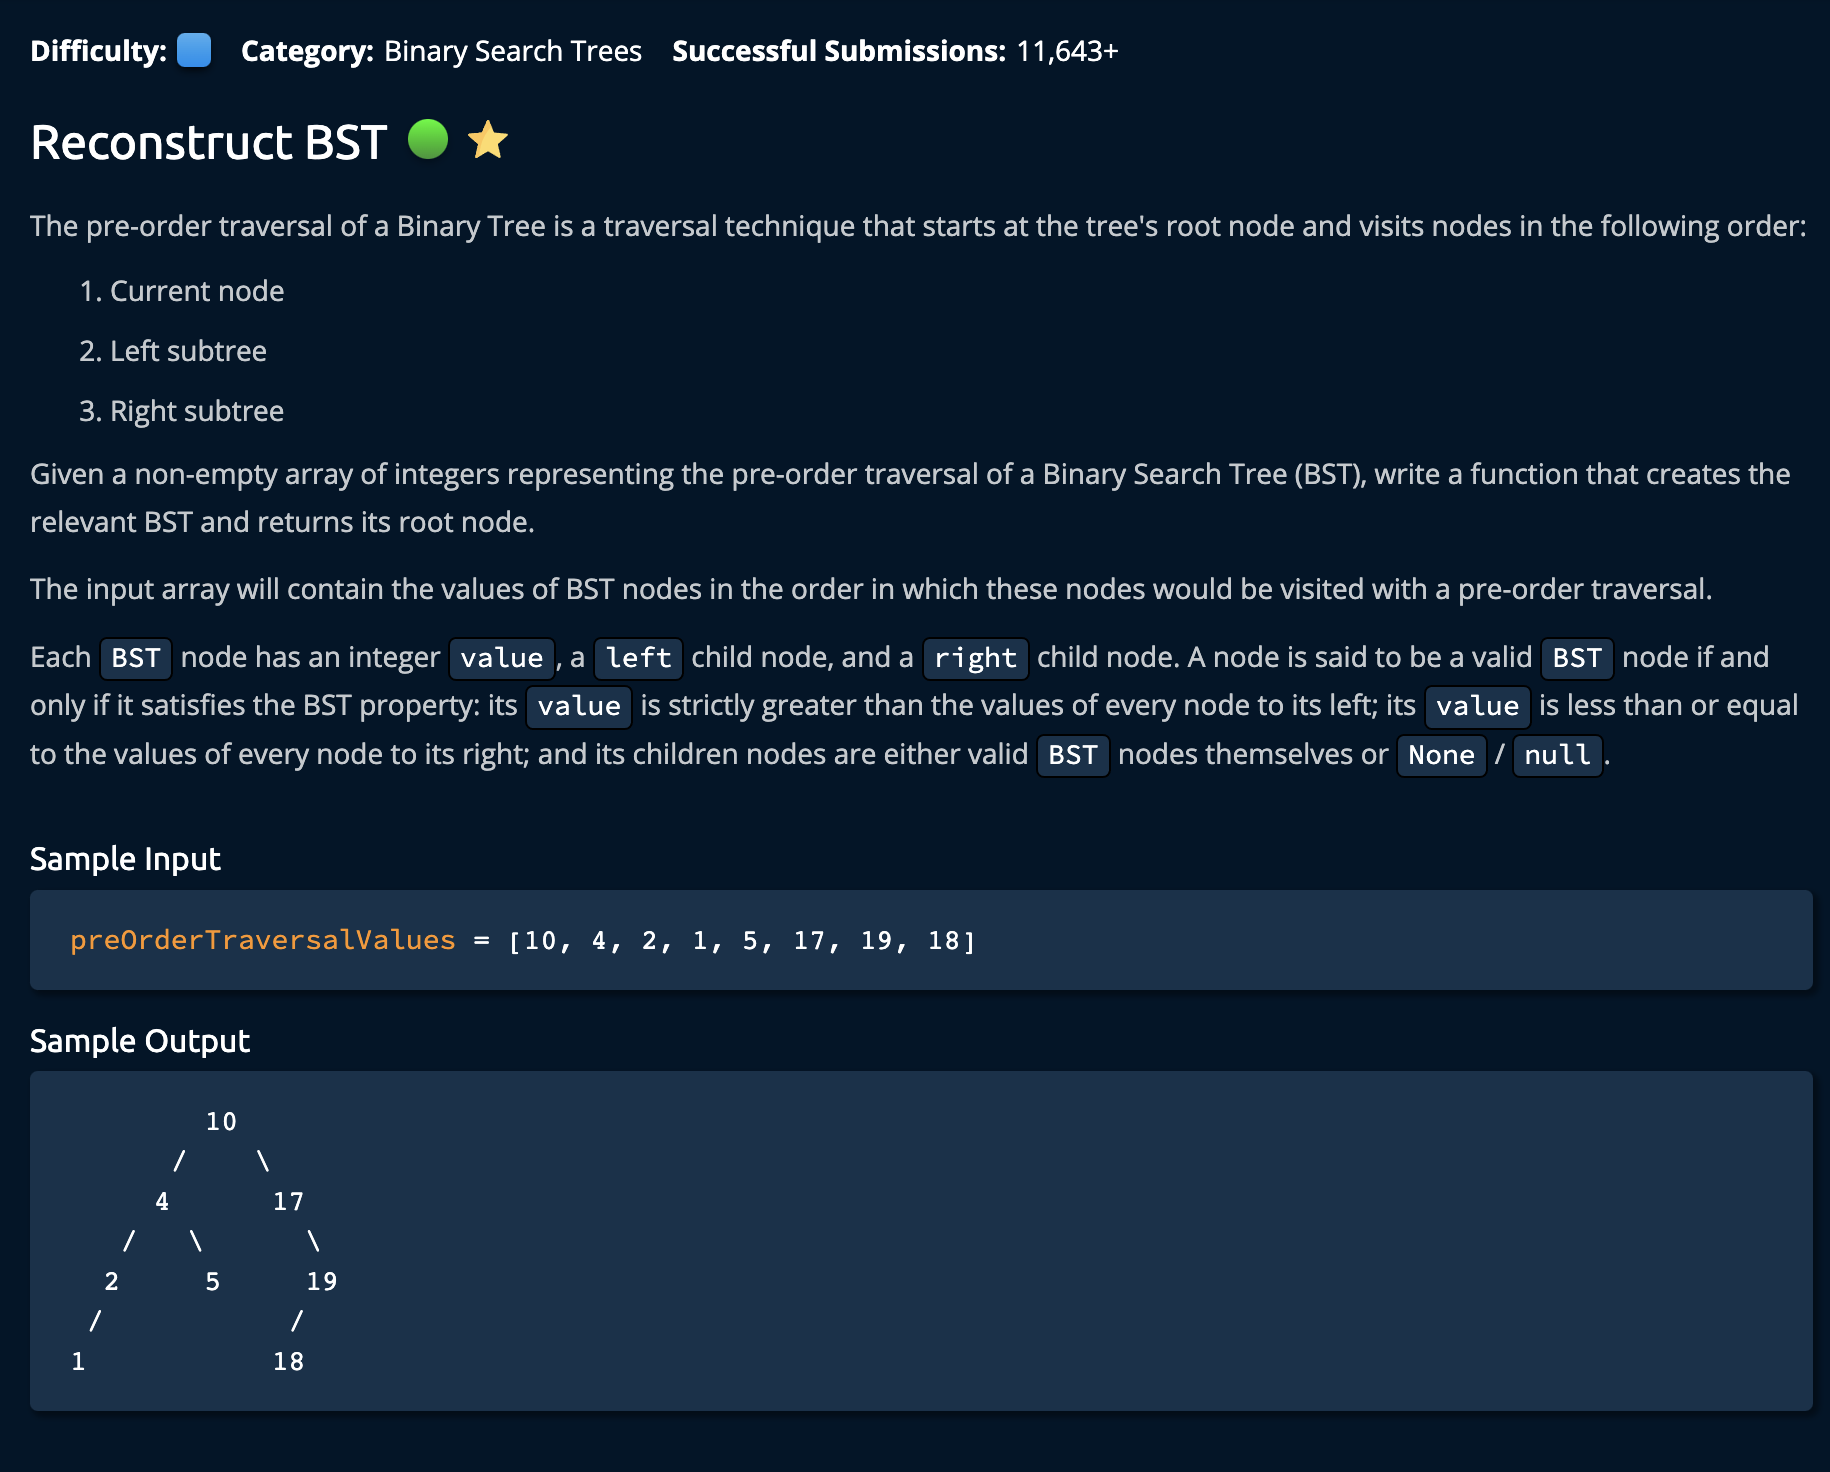 Difficulty: Category: Binary Search Trees Successful Submissions: 11,643+
Reconstruct BST
The pre-order traversal of a Binary Tree is a traversal technique that starts at the tree's root node and visits nodes in the following order:
1. Current node
2. Left subtree
3. Right subtree
Given a non-empty array of integers representing the pre-order traversal of a Binary Search Tree (BST), write a function that creates the
relevant BST and returns its root node.
The input array will contain the values of BST nodes in the order in which these nodes would be visited with a pre-order traversal.
Each BST node has an integer value, a left child node, and a right child node. A node is said to be a valid BST node if and
only if it satisfies the BST property: its value is strictly greater than the values of every node to its left; its value is less than or equal
to the values of every node to its right; and its children nodes are either valid BST nodes themselves or None / null.
Sample Input
preOrderTraversalValues = [10, 4, 2, 1, 5, 17, 19, 18]
Sample Output
10
/ \
4 17
/ \ \
2 5 19
/ /
1 18